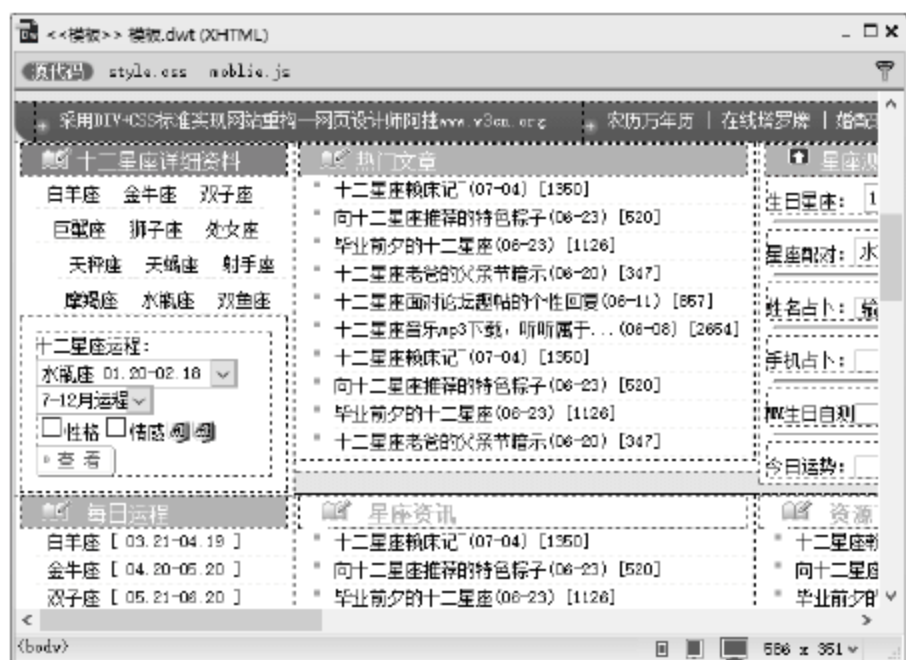 <<模板>> 模板.dwt (XHTML)
源代码 style.css moblie.js
采用DIV+CSS标准实现网站重构—网页设计师阿捷www.w3cn.org 农历万年历 | 在线塔罗牌 | 婚配
十二星座详细资料
白羊座 金牛座 双子座
巨蟹座 狮子座 处女座
天秤座 天蝎座 射手座
摩羯座 水瓶座 双鱼座
十二星座运程:
水瓶座 01.20-02.18
7-12月运程
性格 情感
查 看
热门文章
十二星座赖床记 (07-04) [1350]
向十二星座推荐的特色粽子(06-23) [520]
毕业前夕的十二星座(06-23) [1126]
十二星座老爸的父亲节暗示(06-20) [347]
十二星座面对论坛趣帖的个性回复(06-11) [857]
十二星座音乐mp3下载，听听属于...(06-08) [2654]
十二星座赖床记 (07-04) [1350]
向十二星座推荐的特色粽子(06-23) [520]
毕业前夕的十二星座(06-23) [1126]
十二星座老爸的父亲节暗示(06-20) [347]
星座测
生日星座: 1
星座配对: 水
姓名占卜: 输
手机占卜:
生日自测
今日运势:
每日运程
白羊座 [ 03.21-04.19 ]
金牛座 [ 04.20-05.20 ]
双子座 [ 05.21-06.20 ]
星座资讯
十二星座赖床记 (07-04) [1350]
向十二星座推荐的特色粽子(06-23) [520]
毕业前夕的十二星座(06-23) [1126]
资源
十二星座赖
向十二星座
毕业前夕的
<body> 586 x 351